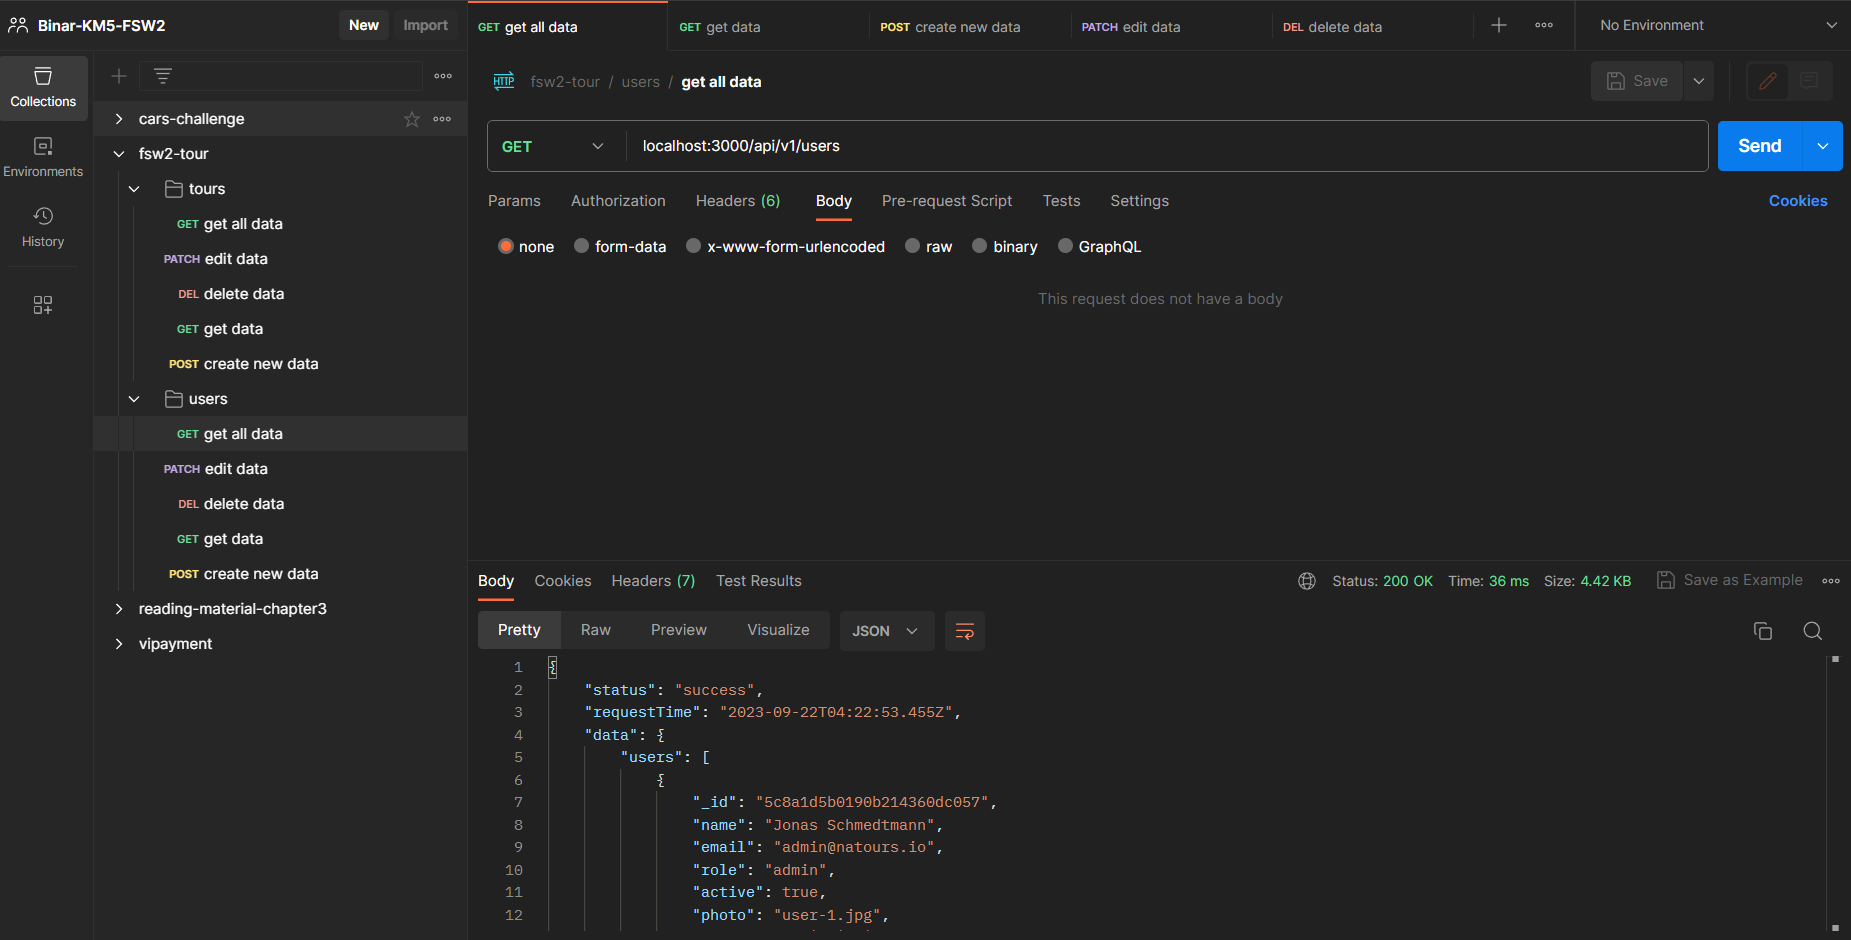 Binar-KM5-FSW2
New
Import
GET get all data
GET get data
POST create new data
PATCH edit data
DEL delete data
No Environment
Collections
Environments
History
cars-challenge
fsw2-tour
tours
GET get all data
PATCH edit data
DEL delete data
GET get data
POST create new data
users
GET get all data
PATCH edit data
DEL delete data
GET get data
POST create new data
reading-material-chapter3
vipayment
HTTP fsw2-tour / users / get all data
Save
GET localhost:3000/api/v1/users
Send
Params Authorization Headers (6) Body Pre-request Script Tests Settings
Cookies
none form-data x-www-form-urlencoded raw binary GraphQL
This request does not have a body
Body Cookies Headers (7) Test Results
Status: 200 OK Time: 36 ms Size: 4.42 KB Save as Example
Pretty Raw Preview Visualize JSON
1 {
2 "status": "success",
3 "requestTime": "2023-09-22T04:22:53.455Z",
4 "data": {
5 "users": [
6 {
7 "_id": "5c8a1d5b0190b214360dc057",
8 "name": "Jonas Schmedtmann",
9 "email": "admin@natours.io",
10 "role": "admin",
11 "active": true,
12 "photo": "user-1.jpg",